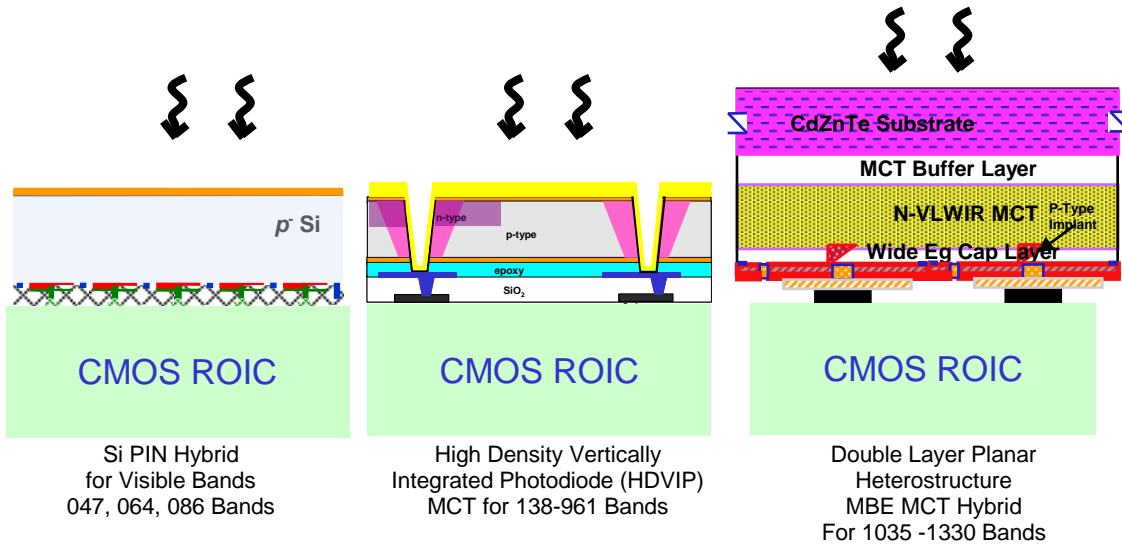 p- Si
CMOS ROIC
Si PIN Hybrid
for Visible Bands
047, 064, 086 Bands
n-type
p-type
epoxy
SiO2
CMOS ROIC
High Density Vertically
Integrated Photodiode (HDVIP)
MCT for 138-961 Bands
CdZnTe Substrate
MCT Buffer Layer
N-VLWIR MCT
P-Type
Implant
Wide Eg Cap Layer
CMOS ROIC
Double Layer Planar
Heterostructure
MBE MCT Hybrid
For 1035 -1330 Bands